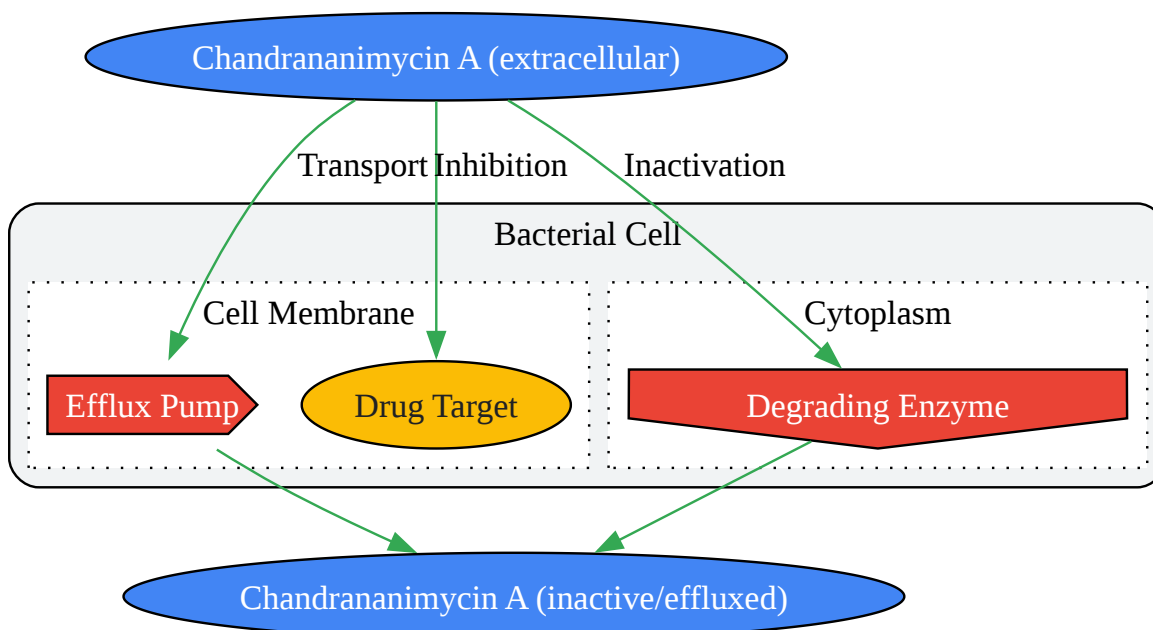 Chandrananimycin A (extracellular)
Transport
Inhibition
Inactivation
Bacterial Cell
Cell Membrane
Cytoplasm
Efflux Pump
Drug Target
Degrading Enzyme
Chandrananimycin A (inactive/effluxed)